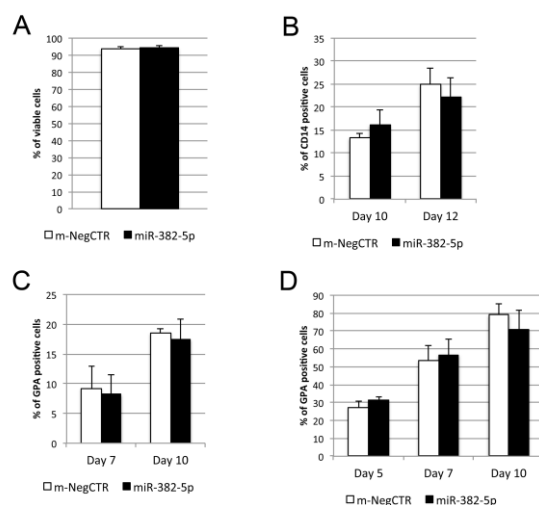 A
% of viable cells
100
90
80
70
60
50
40
30
20
10
0
m-NegCTR miR-382-5p
B
% of CD14 positive cells
35
30
25
20
15
10
5
0
Day 10 Day 12
m-NegCTR miR-382-5p
C
% of GPA positive cells
25
20
15
10
5
0
Day 7 Day 10
m-NegCTR miR-382-5p
D
% of GPA positive cells
90
80
70
60
50
40
30
20
10
0
Day 5 Day 7 Day 10
m-NegCTR miR-382-5p